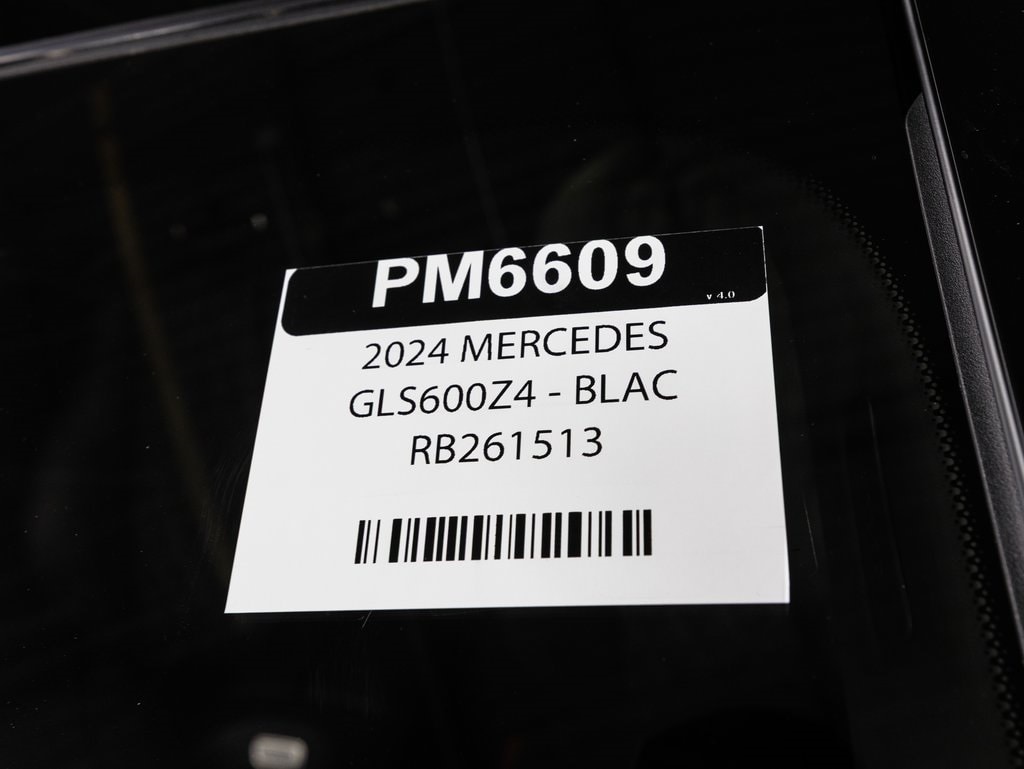 PM6609
v 4.0
2024 MERCEDES
GLS600Z4 - BLAC
RB261513